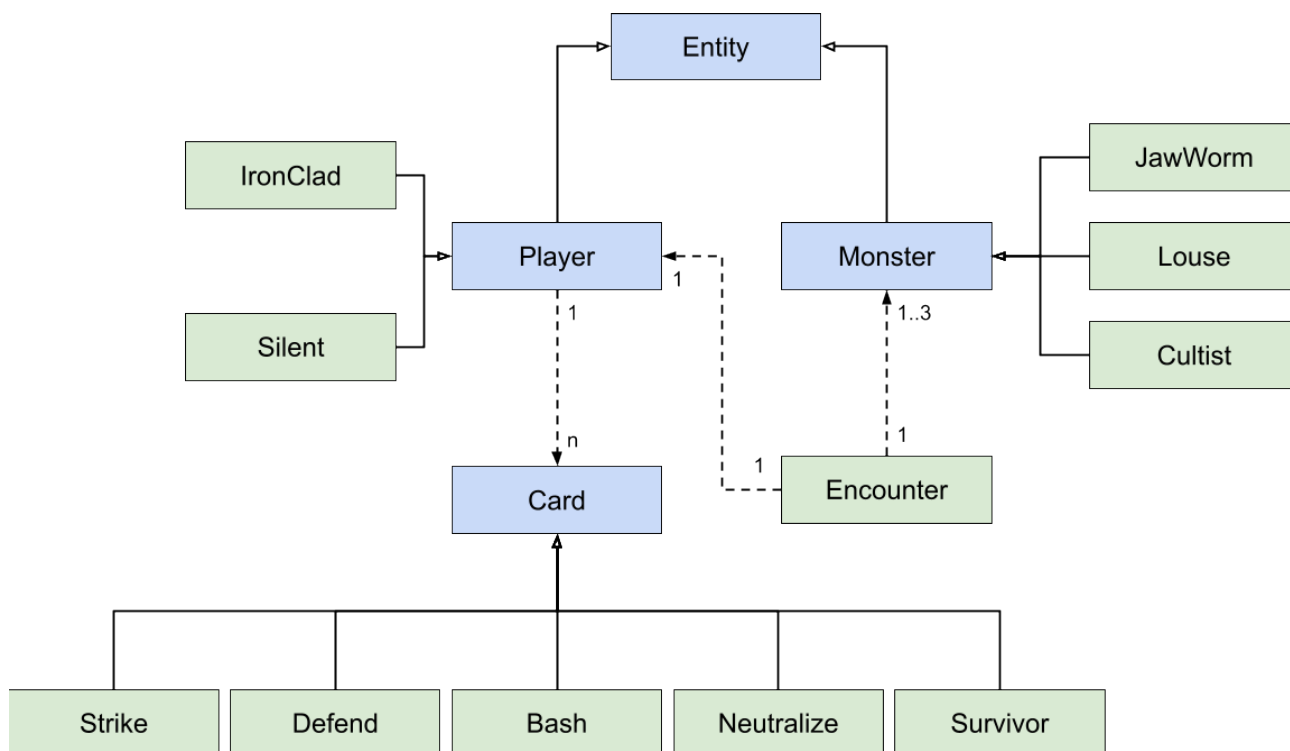 Entity
IronClad
JawWorm
Player
Monster
Louse
1
1
1..3
Silent
Cultist
n
1
1
Card
Encounter
Strike
Defend
Bash
Neutralize
Survivor